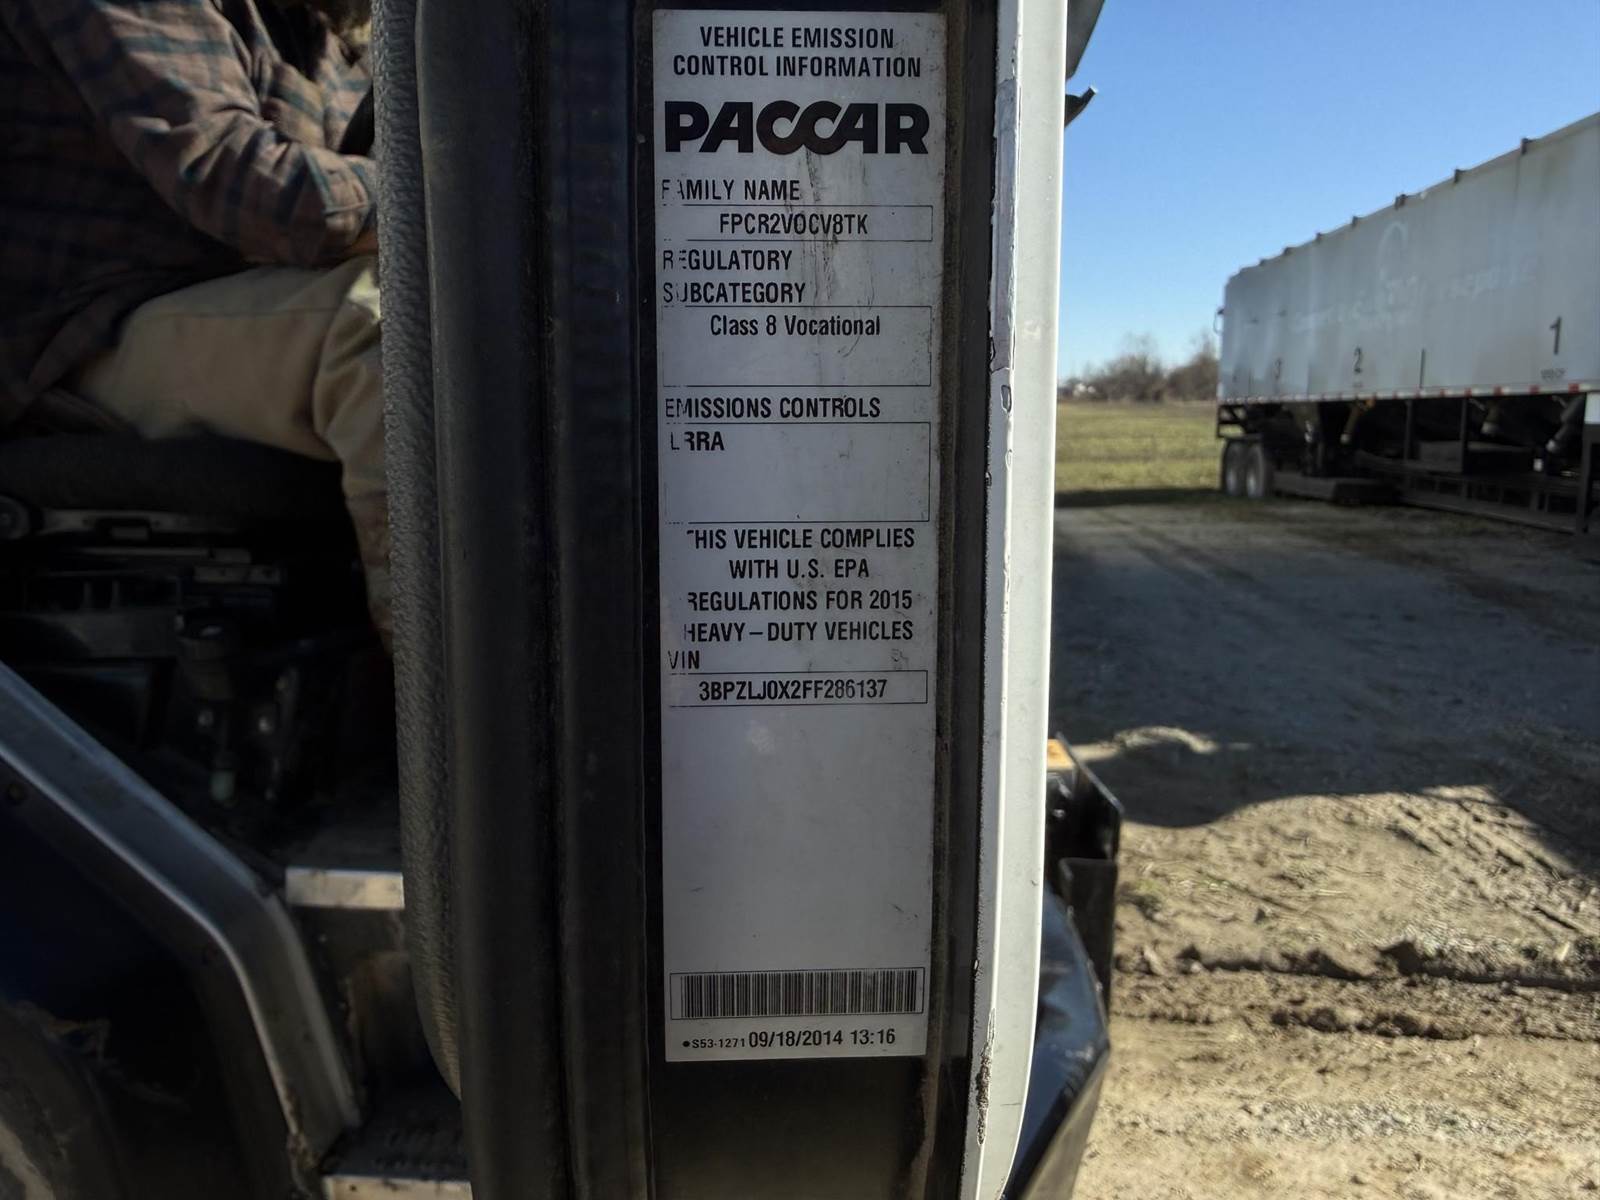 VEHICLE EMISSION
CONTROL INFORMATION
PACCAR
FAMILY NAME
FPCR2VOCV8TK
REGULATORY
SUBCATEGORY
Class 8 Vocational
EMISSIONS CONTROLS
LRRA
THIS VEHICLE COMPLIES
WITH U.S. EPA
REGULATIONS FOR 2015
HEAVY-DUTY VEHICLES
VIN
3BPZLJ0X2FF286137
S53-1271 09/18/2014 13:16
3
2
1